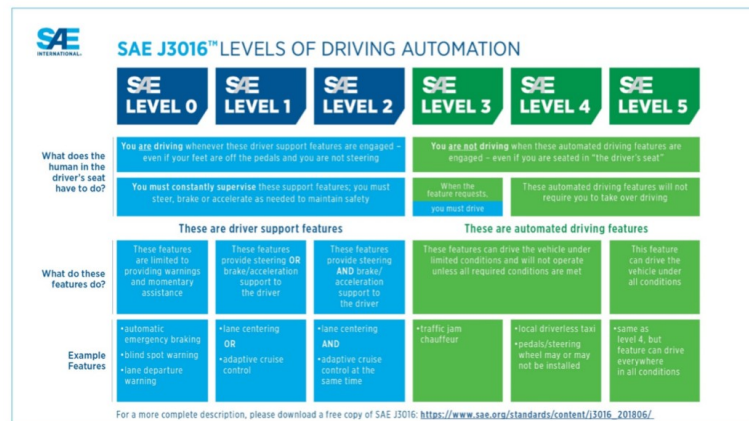 SAE
INTERNATIONAL®
SAE J3016™ LEVELS OF DRIVING AUTOMATION
SAE
LEVEL 0
SAE
LEVEL 1
SAE
LEVEL 2
SAE
LEVEL 3
SAE
LEVEL 4
SAE
LEVEL 5
What does the
human in the
driver's seat
have to do?
You are driving whenever these driver support features are engaged –
even if your feet are off the pedals and you are not steering
You are not driving when these automated driving features are
engaged – even if you are seated in "the driver's seat"
You must constantly supervise these support features; you must
steer, brake or accelerate as needed to maintain safety
When the
feature requests,
you must drive
These automated driving features will not
require you to take over driving
These are driver support features
These are automated driving features
What do these
features do?
These features
are limited to
providing warnings
and momentary
assistance
These features
provide steering OR
brake/acceleration
support to
the driver
These features
provide steering
AND brake/
acceleration
support to
the driver
These features can drive the vehicle under
limited conditions and will not operate
unless all required conditions are met
This feature
can drive the
vehicle under
all conditions
Example
Features
•automatic
emergency braking
•blind spot warning
•lane departure
warning
•lane centering
OR
•adaptive cruise
control
•lane centering
AND
•adaptive cruise
control at the
same time
•traffic jam
chauffeur
•local driverless taxi
•pedals/steering
wheel may or may
not be installed
•same as
level 4, but
feature can drive
everywhere
in all conditions
For a more complete description, please download a free copy of SAE J3016: https://www.sae.org/standards/content/j3016_201806/